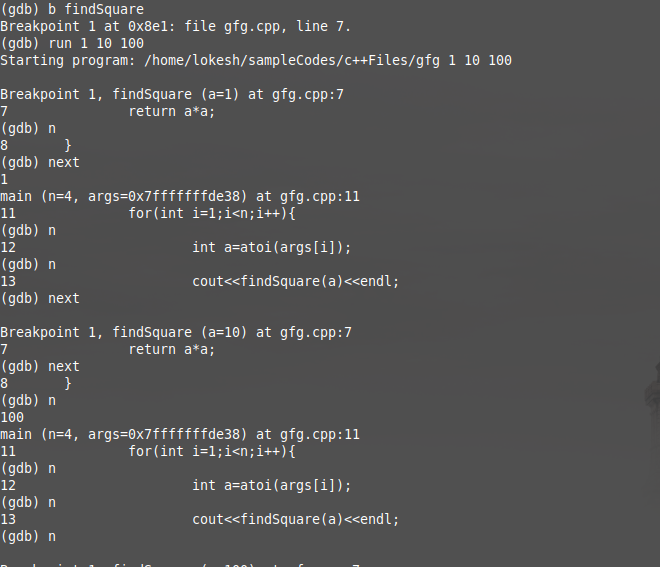 (gdb) b findSquare
Breakpoint 1 at 0x8e1: file gfg.cpp, line 7.
(gdb) run 1 10 100
Starting program: /home/lokesh/sampleCodes/c++Files/gfg 1 10 100

Breakpoint 1, findSquare (a=1) at gfg.cpp:7
7               return a*a;
(gdb) n
8       }
(gdb) next
1
main (n=4, args=0x7fffffffde38) at gfg.cpp:11
11              for(int i=1;i<n;i++){
(gdb) n
12                      int a=atoi(args[i]);
(gdb) n
13                      cout<<findSquare(a)<<endl;
(gdb) next

Breakpoint 1, findSquare (a=10) at gfg.cpp:7
7               return a*a;
(gdb) next
8       }
(gdb) n
100
main (n=4, args=0x7fffffffde38) at gfg.cpp:11
11              for(int i=1;i<n;i++){
(gdb) n
12                      int a=atoi(args[i]);
(gdb) n
13                      cout<<findSquare(a)<<endl;
(gdb) n